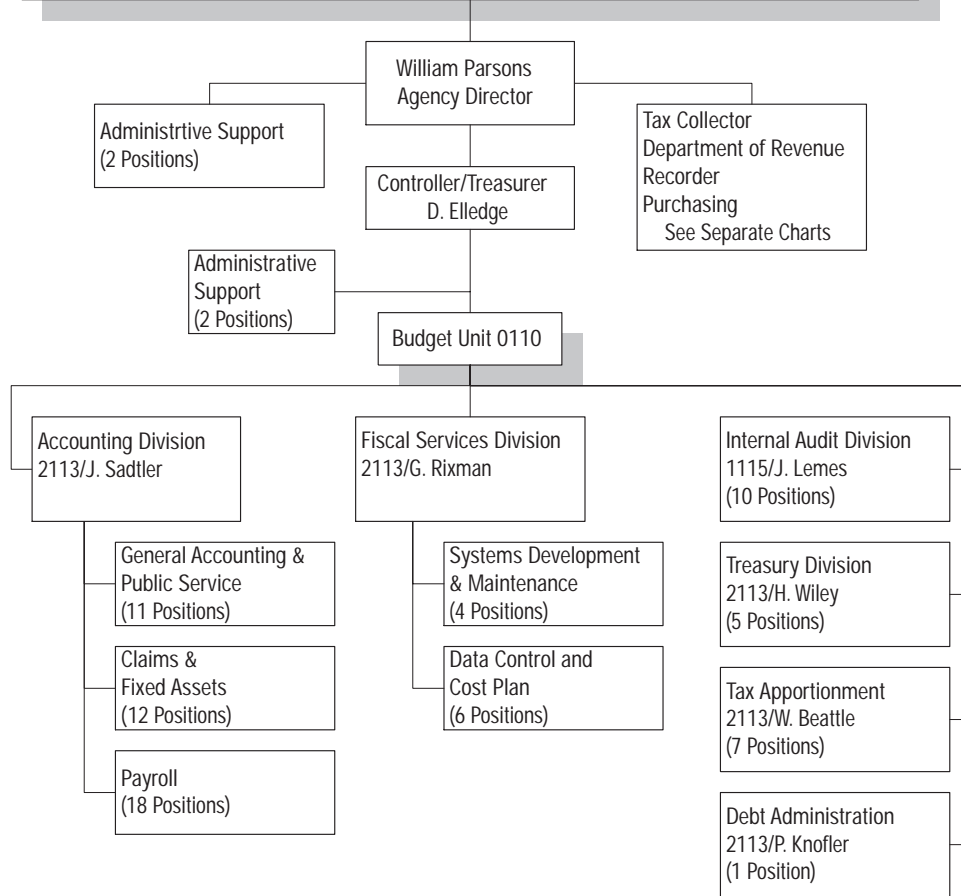 William Parsons
Agency Director
Administrtive Support
(2 Positions)
Tax Collector
Department of Revenue
Recorder
Purchasing
See Separate Charts
Controller/Treasurer
D. Elledge
Administrative
Support
(2 Positions)
Budget Unit 0110
Accounting Division
2113/J. Sadtler
General Accounting &
Public Service
(11 Positions)
Claims &
Fixed Assets
(12 Positions)
Payroll
(18 Positions)
Fiscal Services Division
2113/G. Rixman
Systems Development
& Maintenance
(4 Positions)
Data Control and
Cost Plan
(6 Positions)
Internal Audit Division
1115/J. Lemes
(10 Positions)
Treasury Division
2113/H. Wiley
(5 Positions)
Tax Apportionment
2113/W. Beattle
(7 Positions)
Debt Administration
2113/P. Knofler
(1 Position)